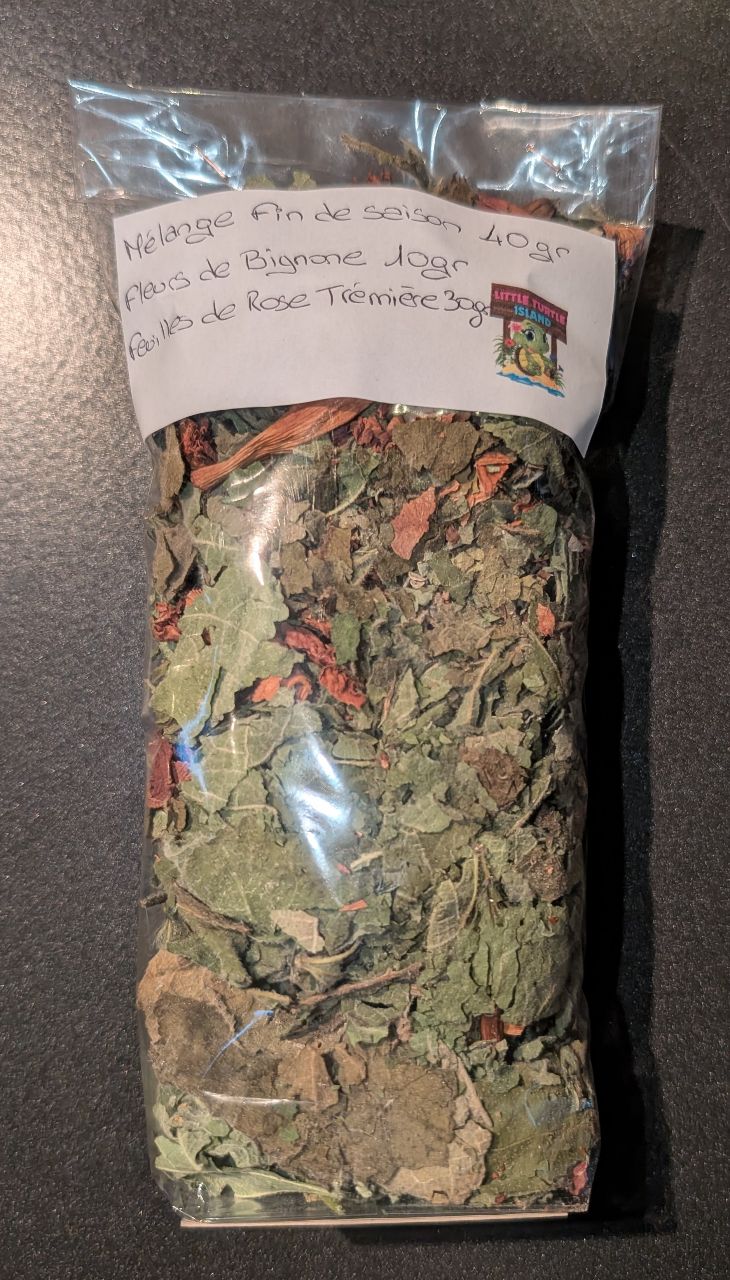 Mélange fin de saison 40gr
fleurs de Bignone 10gr
feuilles de Rose Trémière 30gr
LITTLE TURTLE
ISLAND